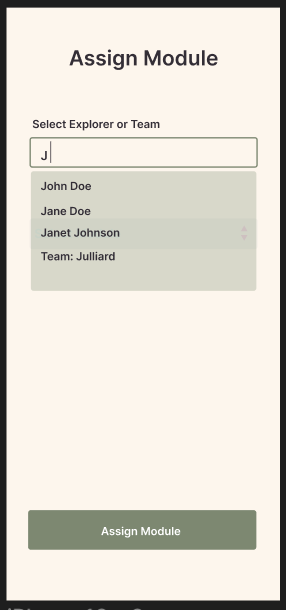 Assign Module
Select Explorer or Team
J
John Doe
Jane Doe
Janet Johnson
Team: Julliard
Assign Module